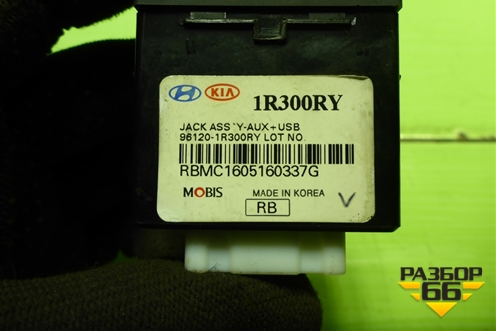 KIA
1R300RY
JACK ASS`Y-AUX+USB
96120-1R300RY LOT NO.
RBMC1605160337G
MOBIS
MADE IN KOREA
RB
V
РАЗБОР
66